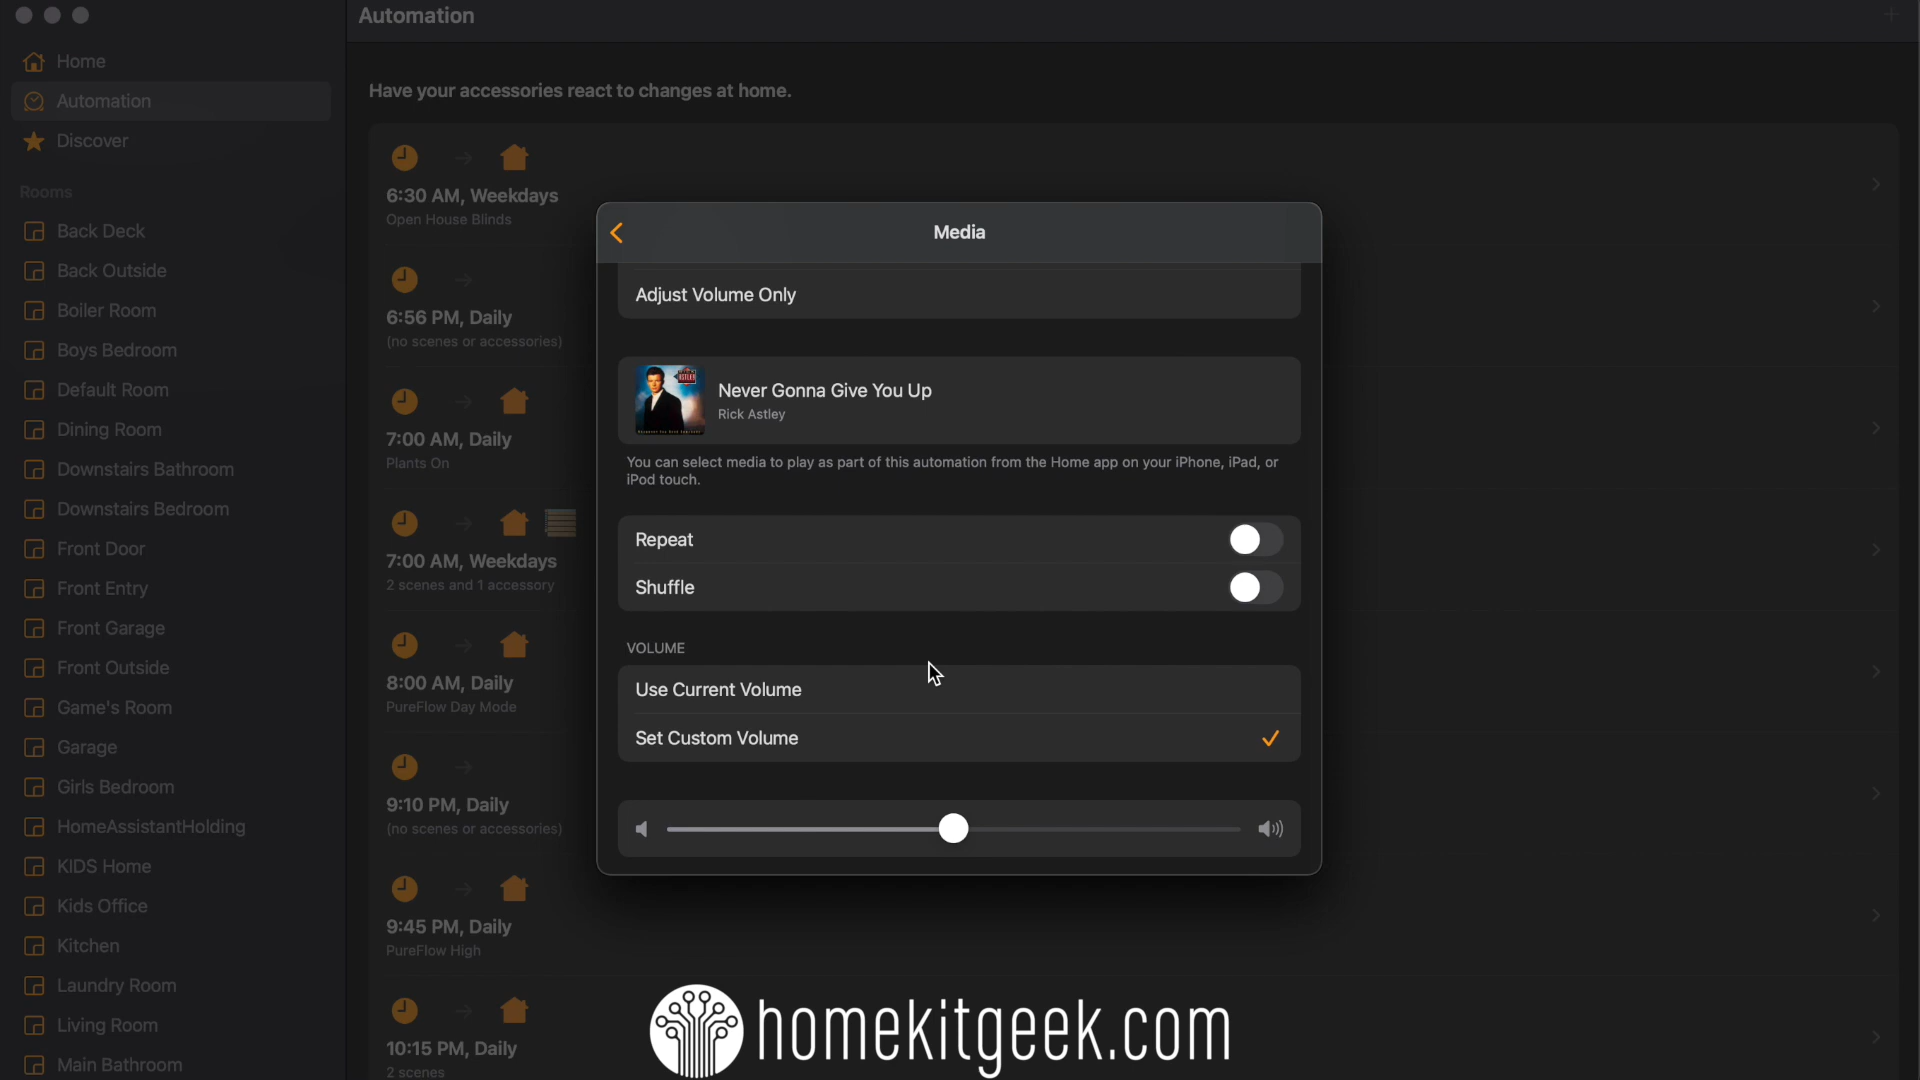 Automation
Home
Automation
Discover
Rooms
Back Deck
Back Outside
Boiler Room
Boys Bedroom
Default Room
Dining Room
Downstairs Bathroom
Downstairs Bedroom
Front Door
Front Entry
Front Garage
Front Outside
Game's Room
Garage
Girls Bedroom
HomeAssistantHolding
KIDS Home
Kids Office
Kitchen
Laundry Room
Living Room
Main Bathroom
Have your accessories react to changes at home.
6:30 AM, Weekdays
Open House Blinds
6:56 PM, Daily
(no scenes or accessories)
7:00 AM, Daily
Plants On
7:00 AM, Weekdays
2 scenes and 1 accessory
8:00 AM, Daily
PureFlow Day Mode
9:10 PM, Daily
(no scenes or accessories)
9:45 PM, Daily
PureFlow High
10:15 PM, Daily
2 scenes
Media
Adjust Volume Only
Never Gonna Give You Up
Rick Astley
You can select media to play as part of this automation from the Home app on your iPhone, iPad, or
iPod touch.
Repeat
Shuffle
VOLUME
Use Current Volume
Set Custom Volume
homekitgeek.com